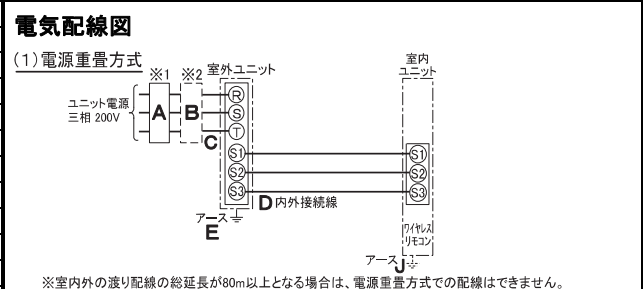 電気配線図
(1)電源重畳方式
※1 ※2 室外ユニット
室内
ユニット
ユニット電源
三相 200V
A
B
C
R
S
T
S1
S2
S3
S1
S2
S3
D 内外接続線
アース
E
ワイヤレス
リモコン
アース J
※室内外の渡り配線の総延長が80m以上となる場合は、電源重畳方式での配線はできません。